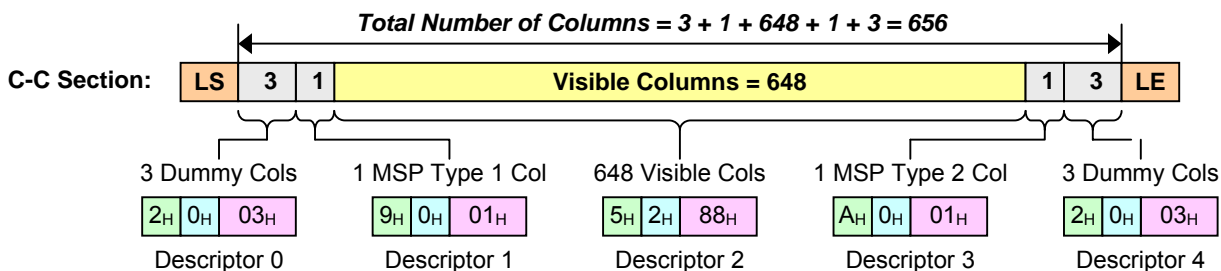 Total Number of Columns = 3 + 1 + 648 + 1 + 3 = 656
C-C Section: LS 3 1 Visible Columns = 648 1 3 LE
3 Dummy Cols 1 MSP Type 1 Col 648 Visible Cols 1 MSP Type 2 Col 3 Dummy Cols
2H 0H 03H 9H 0H 01H 5H 2H 88H AH 0H 01H 2H 0H 03H
Descriptor 0 Descriptor 1 Descriptor 2 Descriptor 3 Descriptor 4